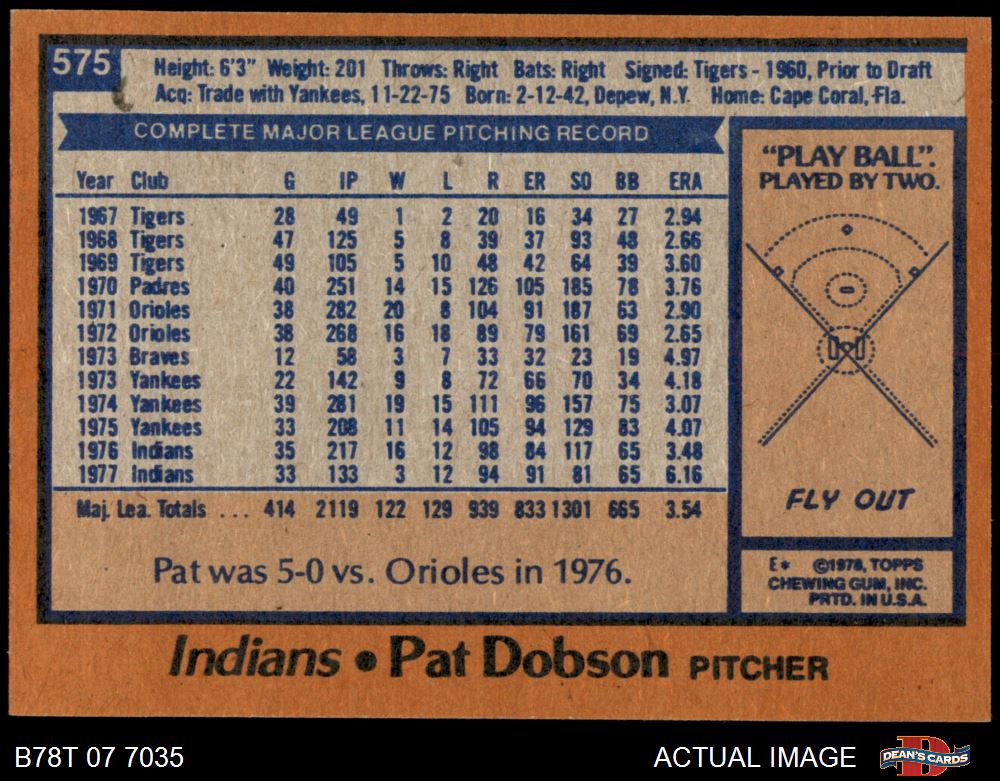 575
Height: 6'3" Weight: 201 Throws: Right Bats: Right Signed: Tigers - 1960, Prior to Draft
Acq: Trade with Yankees, 11-22-75 Born: 2-12-42, Depew, N.Y. Home: Cape Coral, Fla.
COMPLETE MAJOR LEAGUE PITCHING RECORD
Year Club G IP W L R ER SO BB ERA
1967 Tigers 28 49 1 2 20 16 34 27 2.94
1968 Tigers 47 125 5 8 39 37 93 48 2.66
1969 Tigers 49 105 5 10 48 42 64 39 3.60
1970 Padres 40 251 14 15 126 105 185 78 3.76
1971 Orioles 38 282 20 8 104 91 187 63 2.90
1972 Orioles 38 268 16 18 89 79 161 69 2.65
1973 Braves 12 58 3 7 33 32 23 19 4.97
1973 Yankees 22 142 9 8 72 66 70 34 4.18
1974 Yankees 39 281 19 15 111 96 157 75 3.07
1975 Yankees 33 208 11 14 105 94 129 83 4.07
1976 Indians 35 217 16 12 98 84 117 65 3.48
1977 Indians 33 133 3 12 94 91 81 65 6.16
Maj. Lea. Totals ... 414 2119 122 129 939 833 1301 665 3.54
Pat was 5-0 vs. Orioles in 1976.
"PLAY BALL".
PLAYED BY TWO.
FLY OUT
E* ©1978, TOPPS
CHEWING GUM, INC.
PRTD. IN U.S.A.
Indians • Pat Dobson PITCHER
B78T 07 7035
ACTUAL IMAGE
DEAN'S CARDS